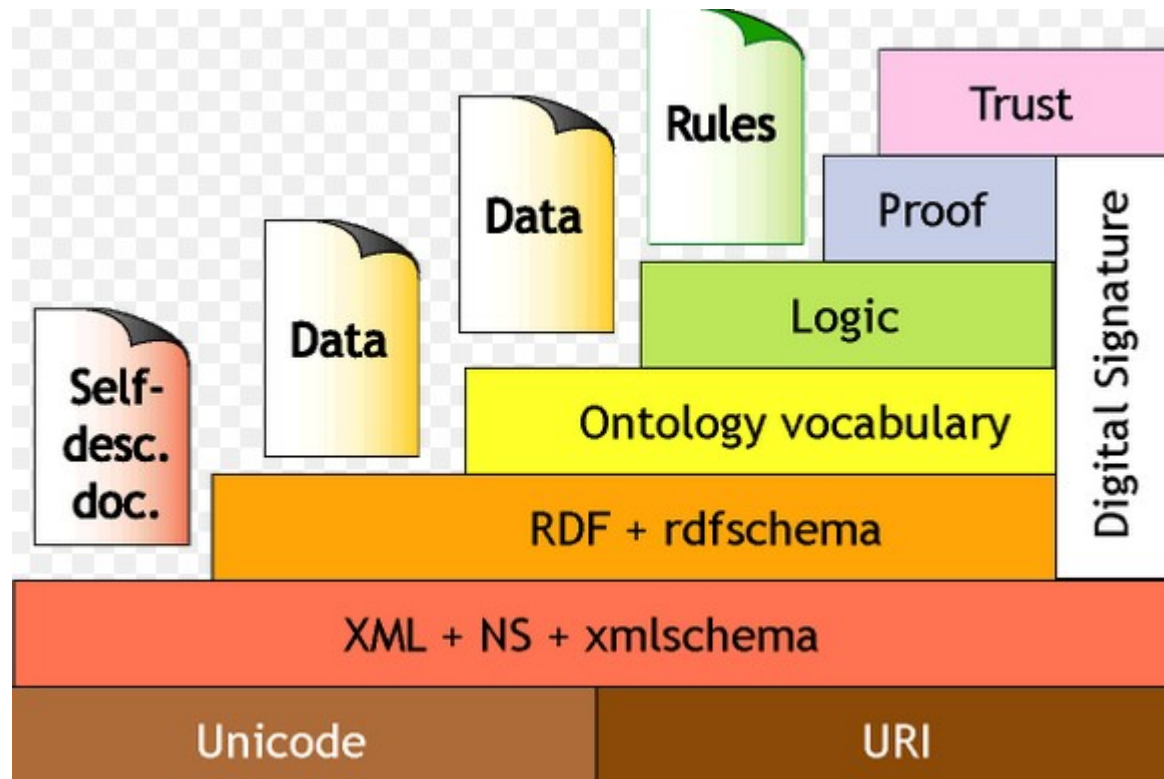 Rules
Trust
Data
Proof
Data
Logic
Digital Signature
Self-
desc.
doc.
Ontology vocabulary
RDF + rdfschema
XML + NS + xmlschema
Unicode
URI